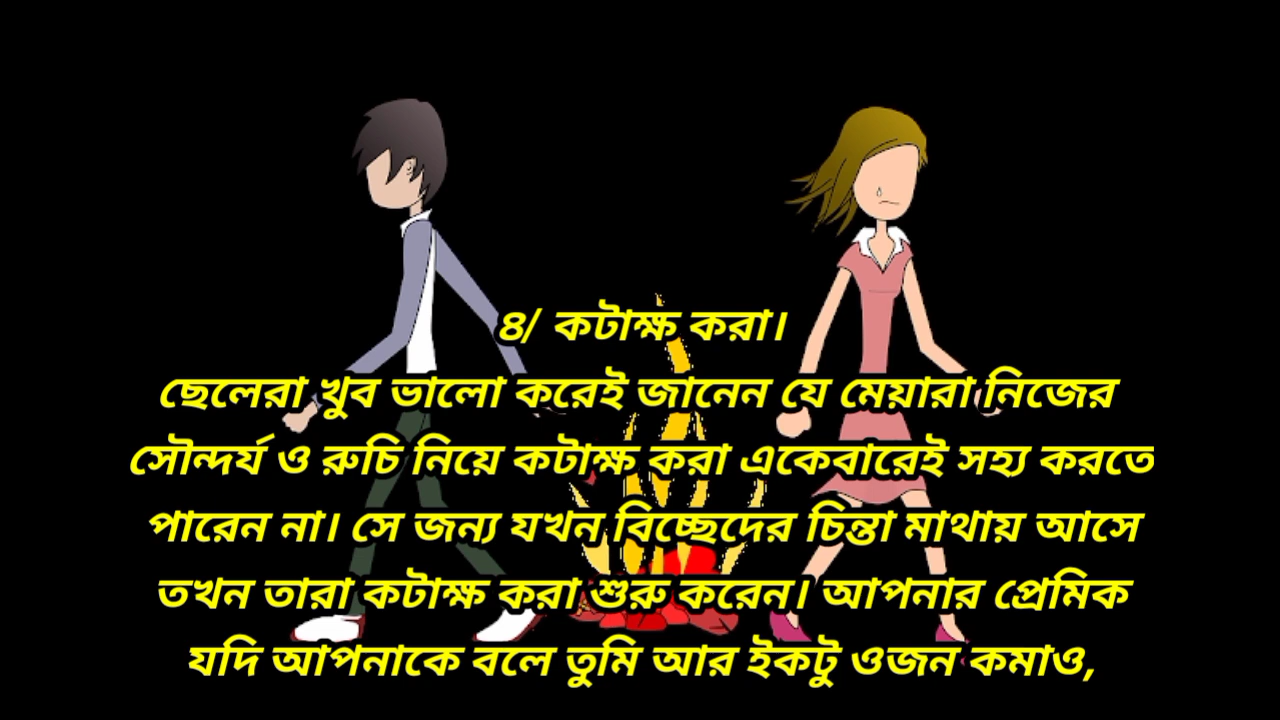 ৪/ কটাক্ষ করা।
ছেলেরা খুব ভালো করেই জানেন যে মেয়ারা নিজের
সৌন্দর্য ও রুচি নিয়ে কটাক্ষ করা একেবারেই সহ্য করতে
পারেন না। সে জন্য যখন বিচ্ছেদের চিন্তা মাথায় আসে
তখন তারা কটাক্ষ করা শুরু করেন। আপনার প্রেমিক
যদি আপনাকে বলে তুমি আর ইকটু ওজন কমাও,